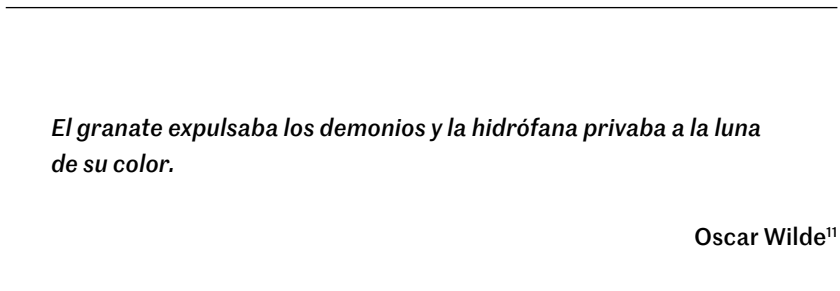 El granate expulsaba los demonios y la hidrófana privaba a la luna
de su color.
Oscar Wilde¹¹